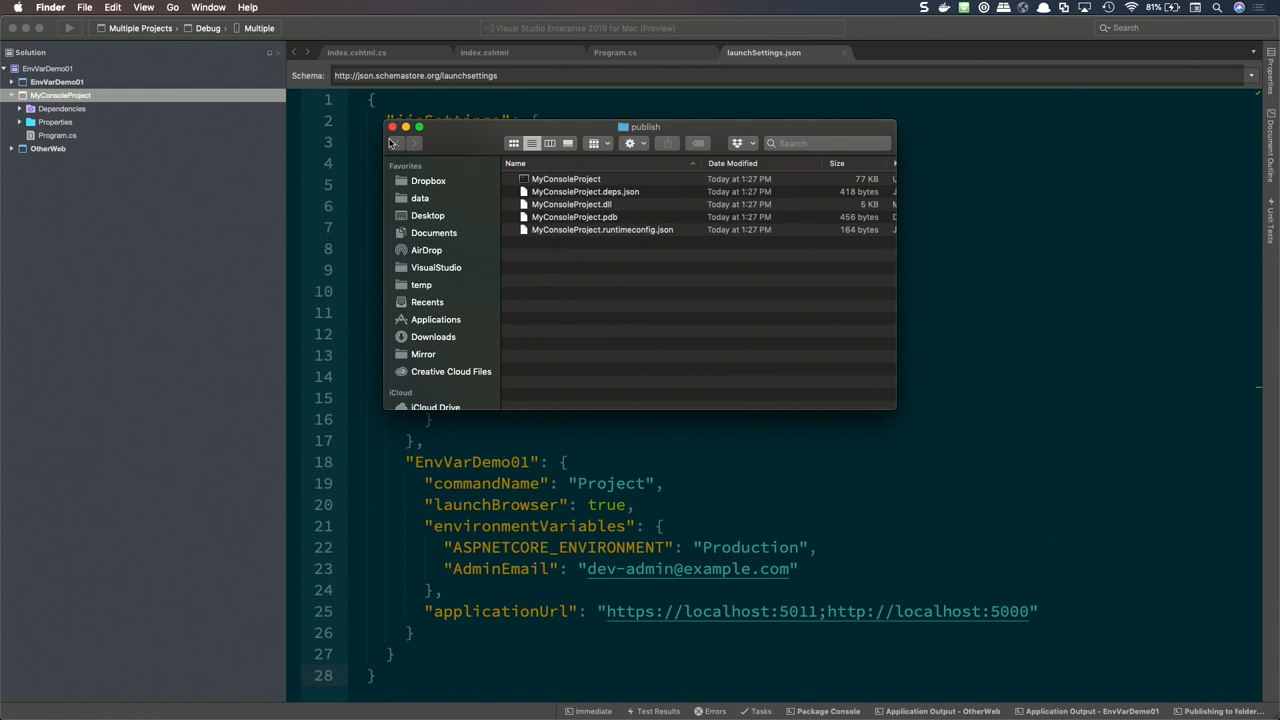 Finder File Edit View Go Window Help 81%
Multiple Projects > Debug > Multiple Visual Studio Enterprise 2019 for Mac (Preview) Search
Solution
EnvVarDemo01
EnvVarDemo01
MyConsoleProject
Dependencies
Properties
Program.cs
OtherWeb
Index.cshtml.cs Index.cshtml Program.cs launchSettings.json
Schema: http://json.schemastore.org/launchsettings
1 {
2
3
4
5
6
7
8
9
10
11
12
13
14
15
16 }
17 },
18 "EnvVarDemo01": {
19 "commandName": "Project",
20 "launchBrowser": true,
21 "environmentVariables": {
22 "ASPNETCORE_ENVIRONMENT": "Production",
23 "AdminEmail": "dev-admin@example.com"
24 },
25 "applicationUrl": "https://localhost:5011;http://localhost:5000"
26 }
27 }
28 }
publish
Search
Favorites
Dropbox
data
Desktop
Documents
AirDrop
VisualStudio
temp
Recents
Applications
Downloads
Mirror
Creative Cloud Files
iCloud
iCloud Drive
Name Date Modified Size
MyConsoleProject Today at 1:27 PM 77 KB
MyConsoleProject.deps.json Today at 1:27 PM 418 bytes
MyConsoleProject.dll Today at 1:27 PM 5 KB
MyConsoleProject.pdb Today at 1:27 PM 456 bytes
MyConsoleProject.runtimeconfig.json Today at 1:27 PM 164 bytes
Properties
Document Outline
Unit Tests
Immediate Test Results Errors Tasks Package Console Application Output - OtherWeb Application Output - EnvVarDemo01 Publishing to folder...